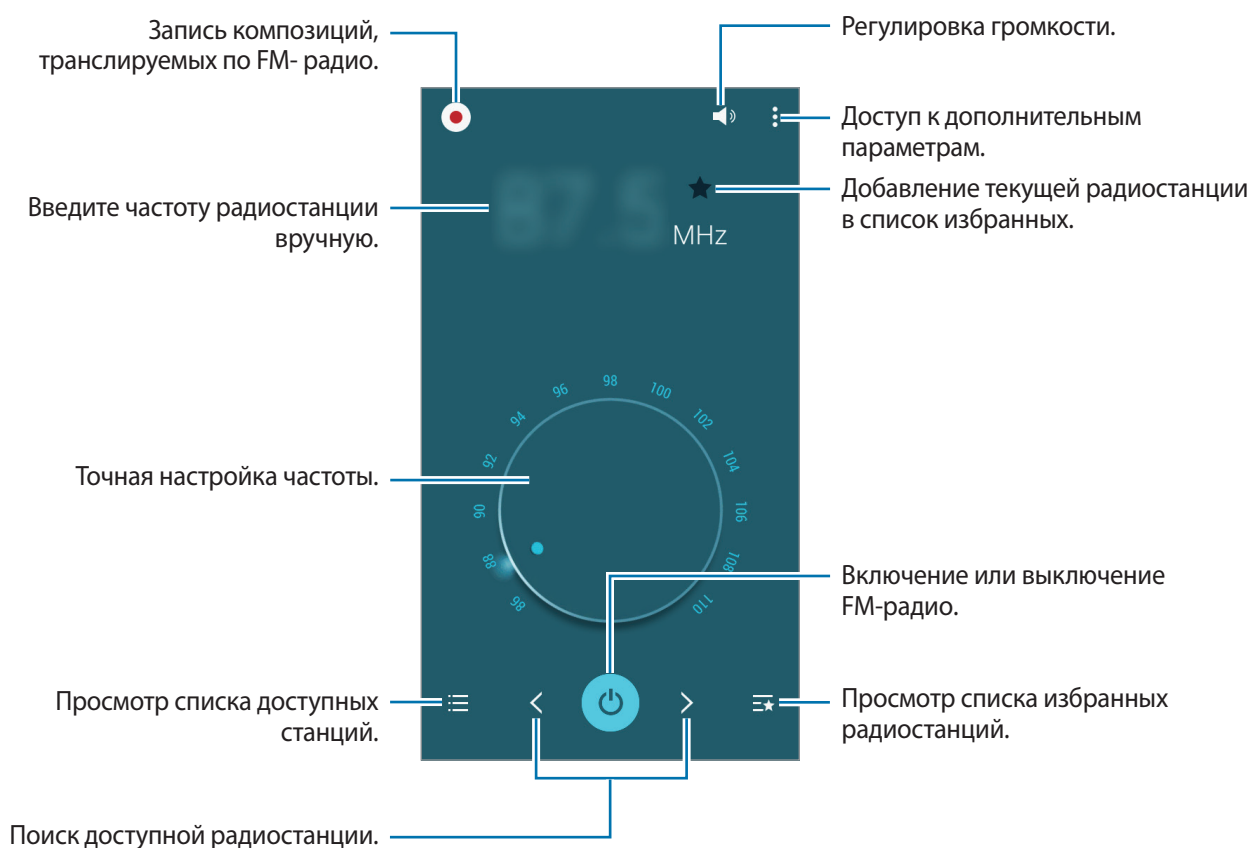 Запись композиций,
транслируемых по FM- радио.
Регулировка громкости.
Доступ к дополнительным
параметрам.
Введите частоту радиостанции
вручную.
87.5
MHz
Добавление текущей радиостанции
в список избранных.
Точная настройка частоты.
86
88
90
92
94
96
98
100
102
104
106
108
110
Включение или выключение
FM-радио.
Просмотр списка доступных
станций.
Просмотр списка избранных
радиостанций.
Поиск доступной радиостанции.